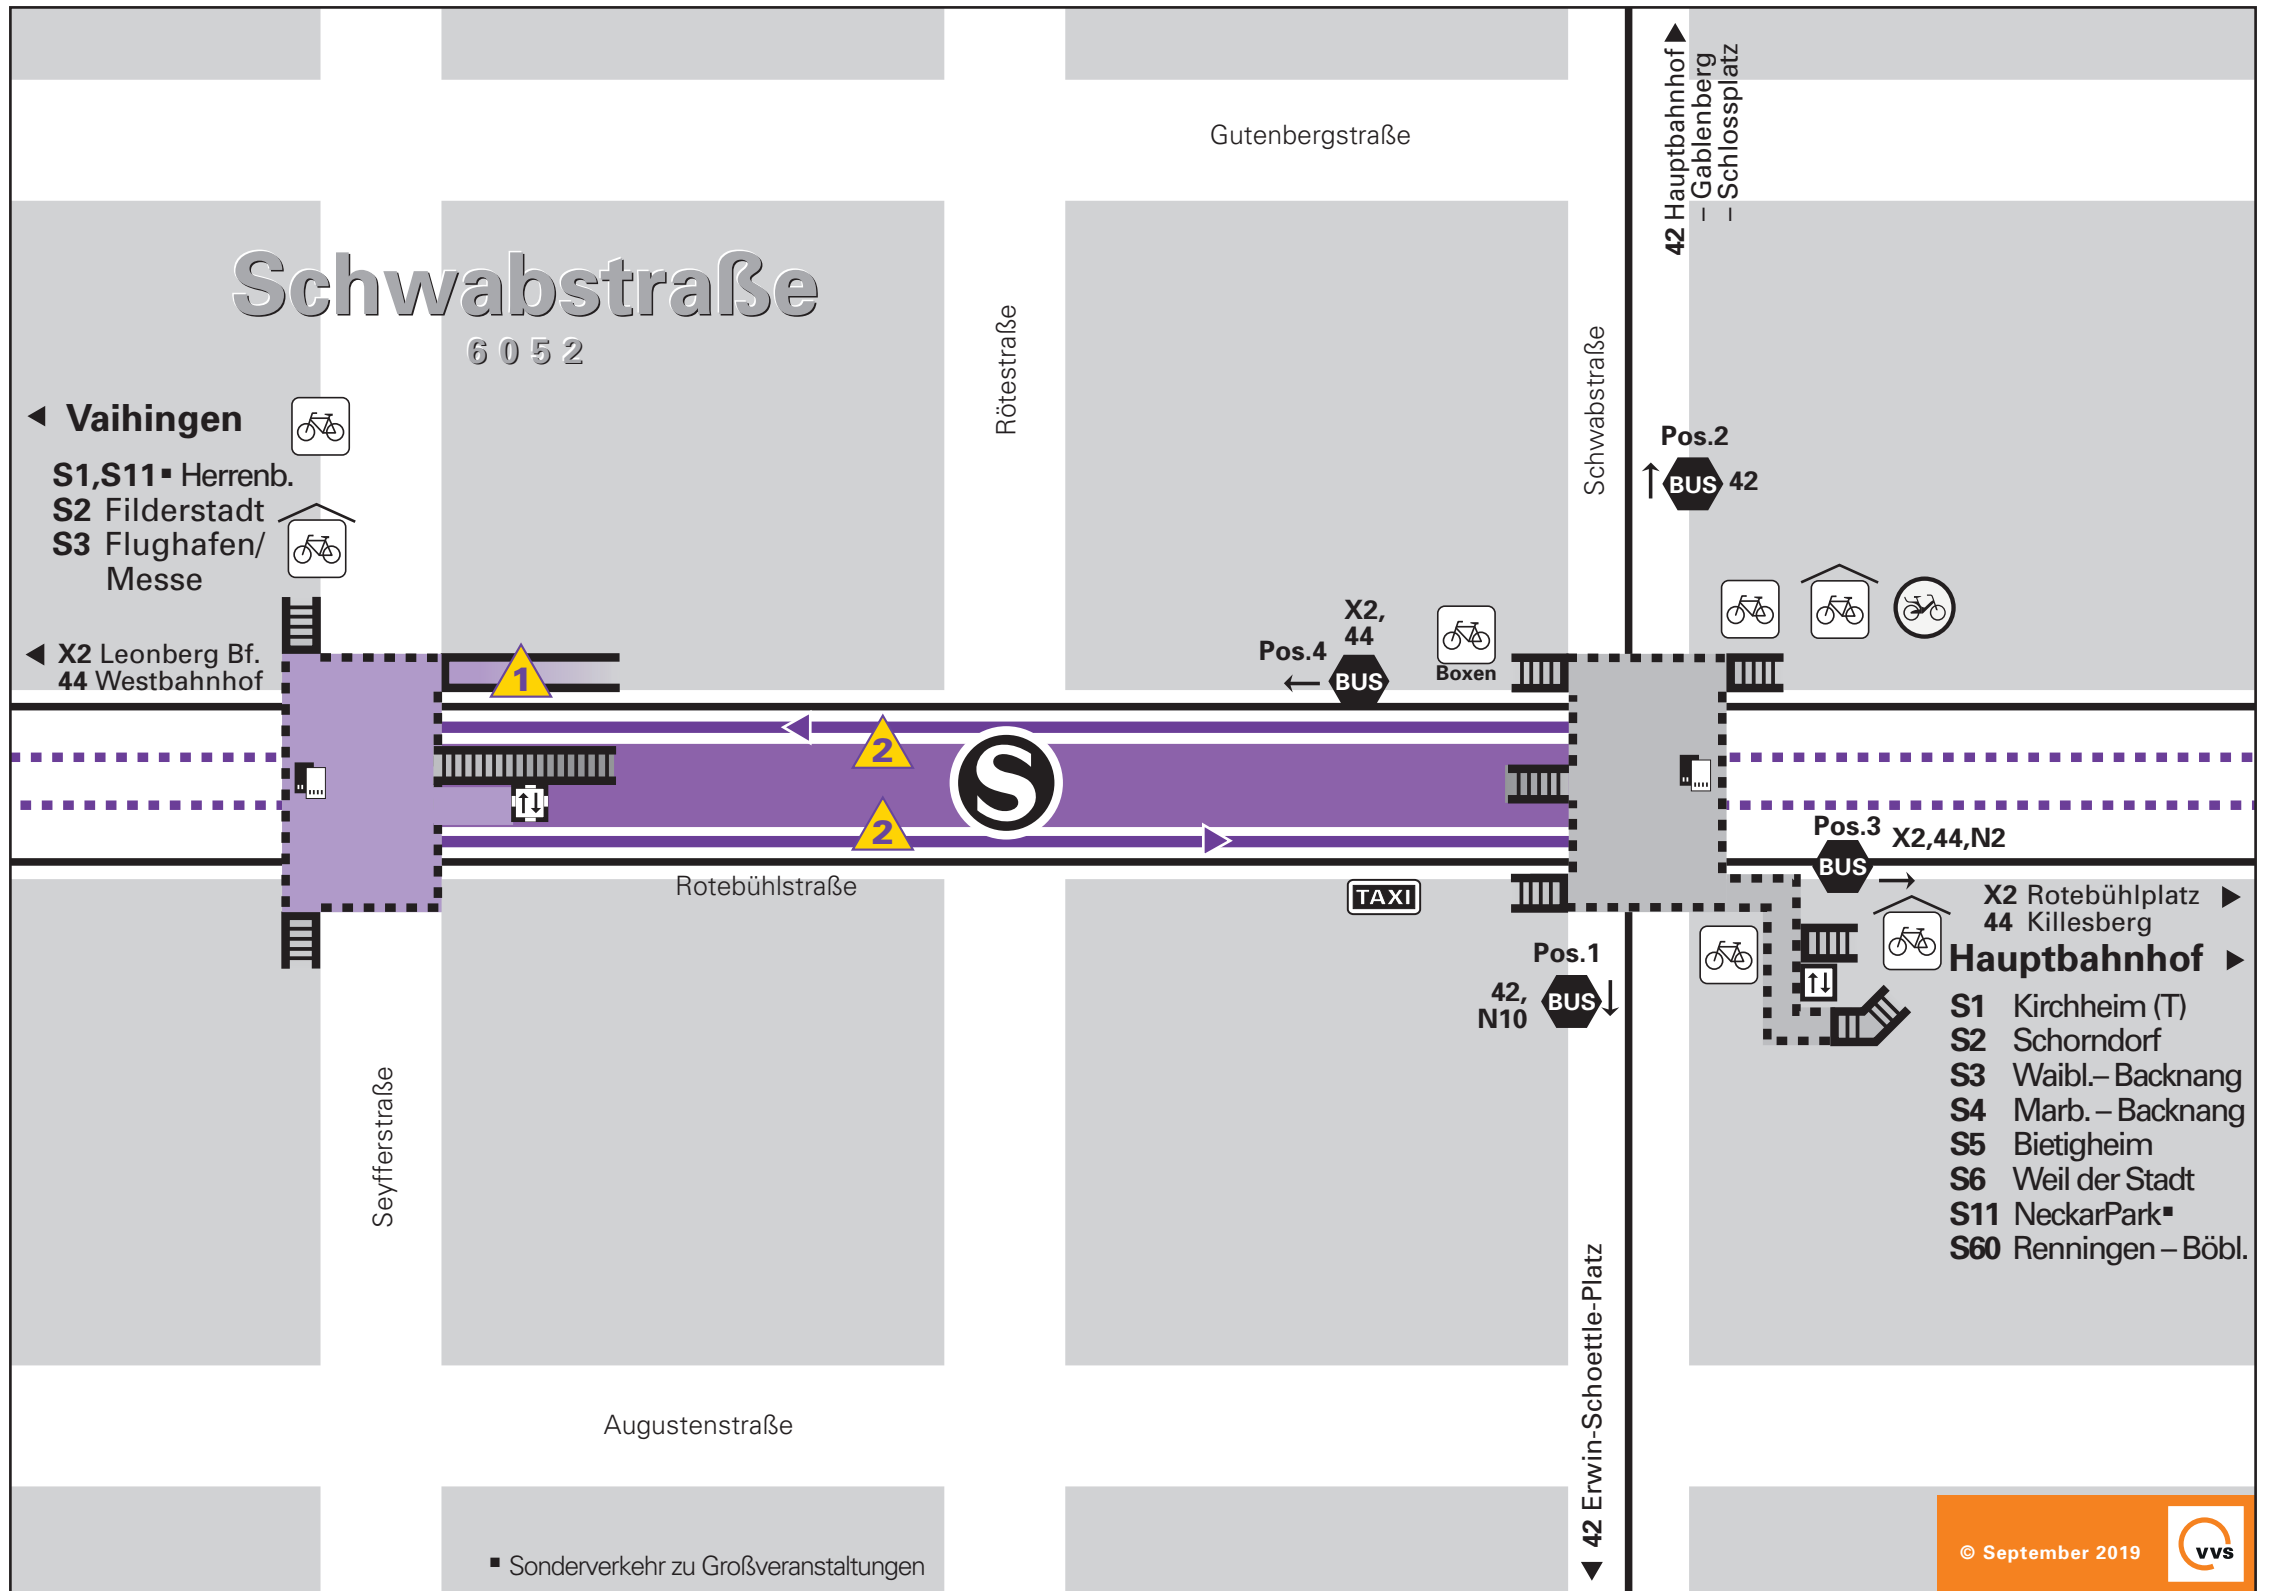 42 Hauptbahnhof
– Gablenberg
– Schlossplatz
Gutenbergstraße
Schwabstraße
6052
Rötestraße
Schwabstraße
Vaihingen
S1,S11▪ Herrenb.
S2 Filderstadt
S3 Flughafen/
Messe
X2 Leonberg Bf.
44 Westbahnhof
Pos.2
BUS 42
X2,
44
Pos.4
BUS
Boxen
1
2
S
2
Rotebühlstraße
TAXI
Pos.3
X2,44,N2
BUS
X2 Rotebühlplatz
44 Killesberg
Hauptbahnhof
S1 Kirchheim (T)
S2 Schorndorf
S3 Waibl.– Backnang
S4 Marb. – Backnang
S5 Bietigheim
S6 Weil der Stadt
S11 NeckarPark▪
S60 Renningen – Böbl.
Pos.1
42,
N10
BUS
Seyfferstraße
42 Erwin-Schoettle-Platz
Augustenstraße
▪ Sonderverkehr zu Großveranstaltungen
© September 2019
VVS